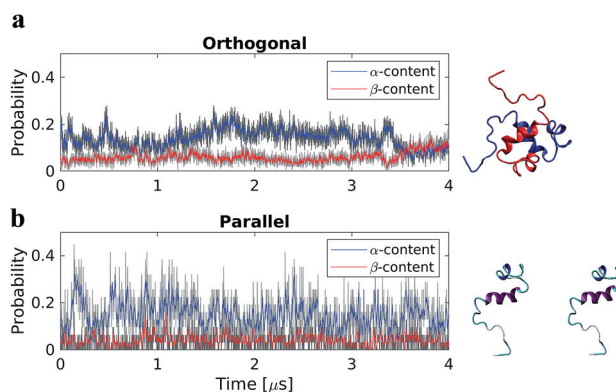 a
Orthogonal
0.4
0.2
0
Probability
α-content
β-content
0 1 2 3 4
b
Parallel
0.4
0.2
0
Probability
α-content
β-content
0 1 2 3 4
Time [μs]